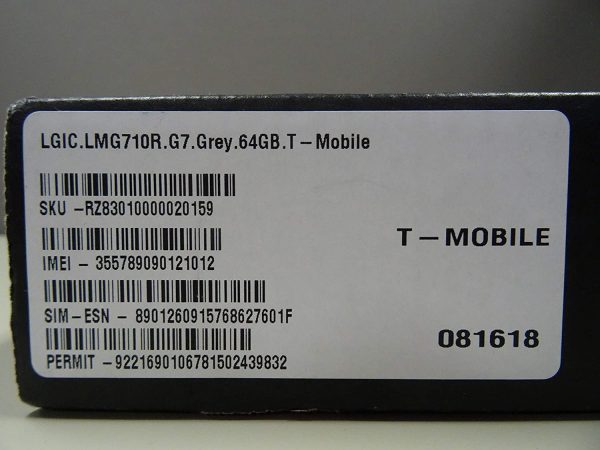 LGIC.LMG710R.G7.Grey.64GB.T-Mobile
SKU -RZ83010000020159
T-MOBILE
IMEI - 355789090121012
SIM-ESN - 8901260915768627601F
081618
PERMIT -9221690106781502439832